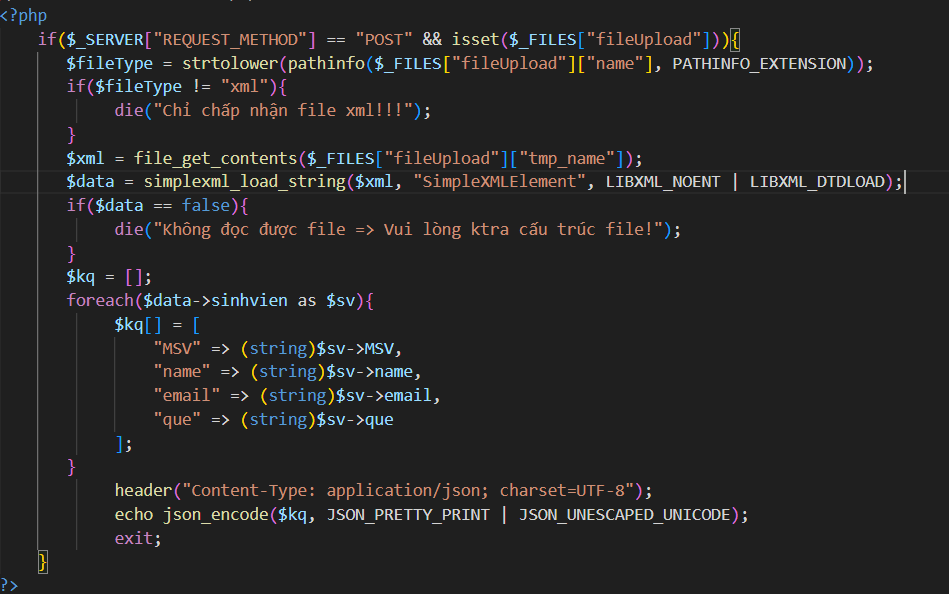 <?php
    if($_SERVER["REQUEST_METHOD"] == "POST" && isset($_FILES["fileUpload"])){
       $fileType = strtolower(pathinfo($_FILES["fileUpload"]["name"], PATHINFO_EXTENSION));
       if($fileType != "xml"){
            die("Chỉ chấp nhận file xml!!!");
       }
       $xml = file_get_contents($_FILES["fileUpload"]["tmp_name"]);
       $data = simplexml_load_string($xml, "SimpleXMLElement", LIBXML_NOENT | LIBXML_DTDLOAD);
       if($data == false){
            die("Không đọc được file => Vui lòng ktra cấu trúc file!");
       }
       $kq = [];
       foreach($data->sinhvien as $sv){
            $kq[] = [
                "MSV" => (string)$sv->MSV,
                "name" => (string)$sv->name,
                "email" => (string)$sv->email,
                "que" => (string)$sv->que
            ];
       }
            header("Content-Type: application/json; charset=UTF-8");
            echo json_encode($kq, JSON_PRETTY_PRINT | JSON_UNESCAPED_UNICODE);
            exit;
    }
?>